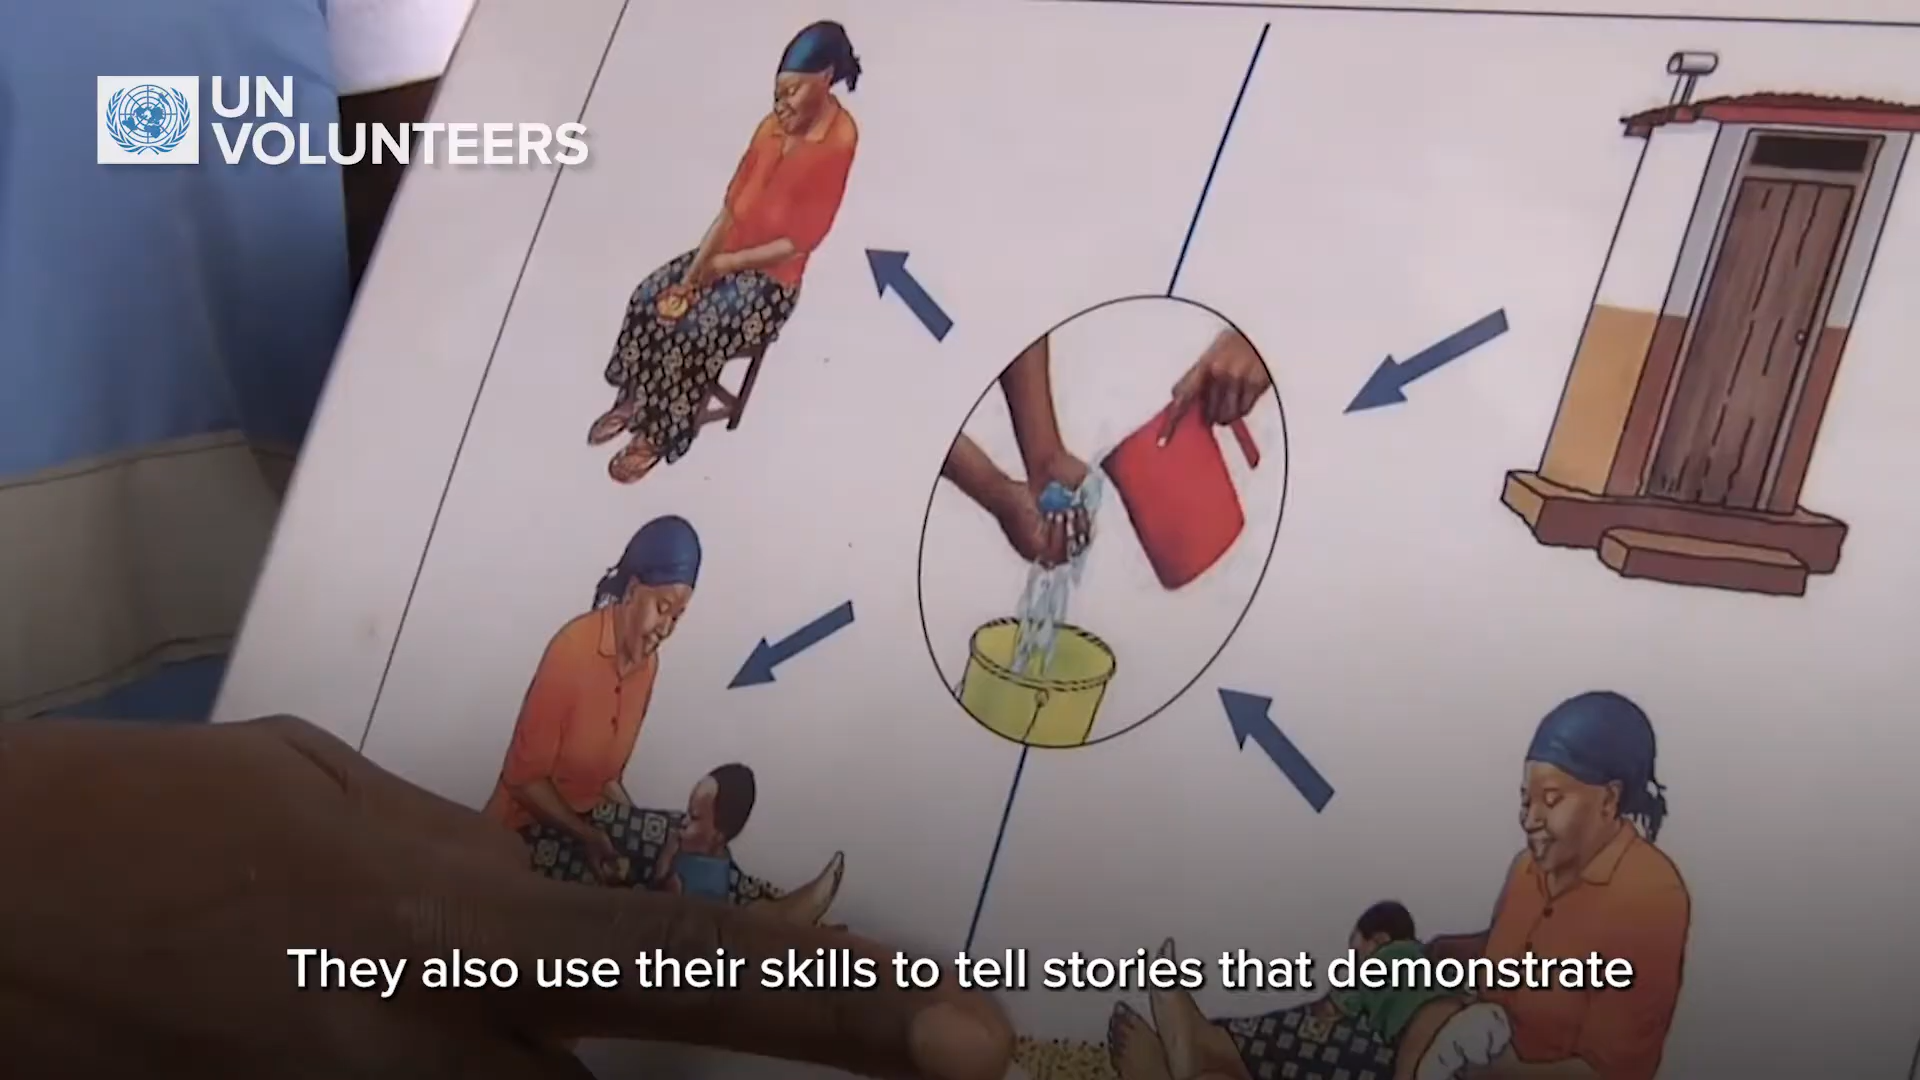 UN
VOLUNTEERS
They also use their skills to tell stories that demonstrate